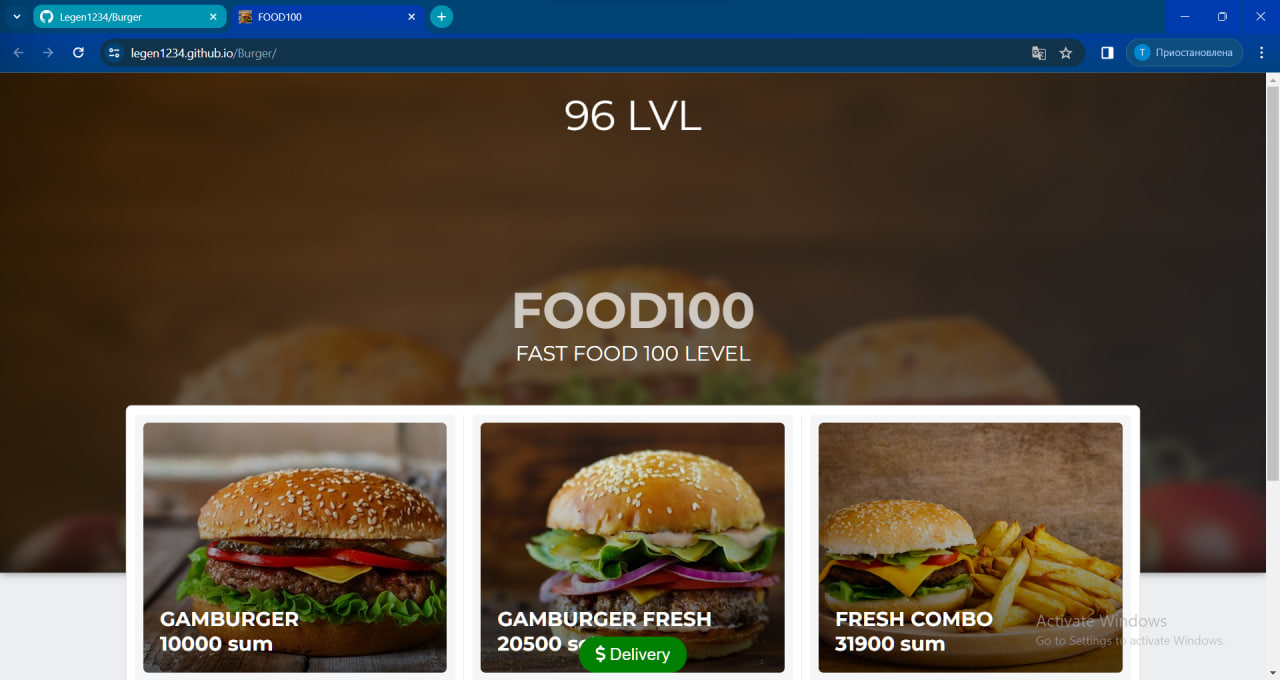 Legen1234/Burger
FOOD100
legen1234.github.io/Burger/
T Приостановлена
96 LVL
FOOD100
FAST FOOD 100 LEVEL
GAMBURGER
10000 sum
GAMBURGER FRESH
20500
FRESH COMBO
31900 sum
$ Delivery
Activate Windows
Go to Settings to activate Windows.